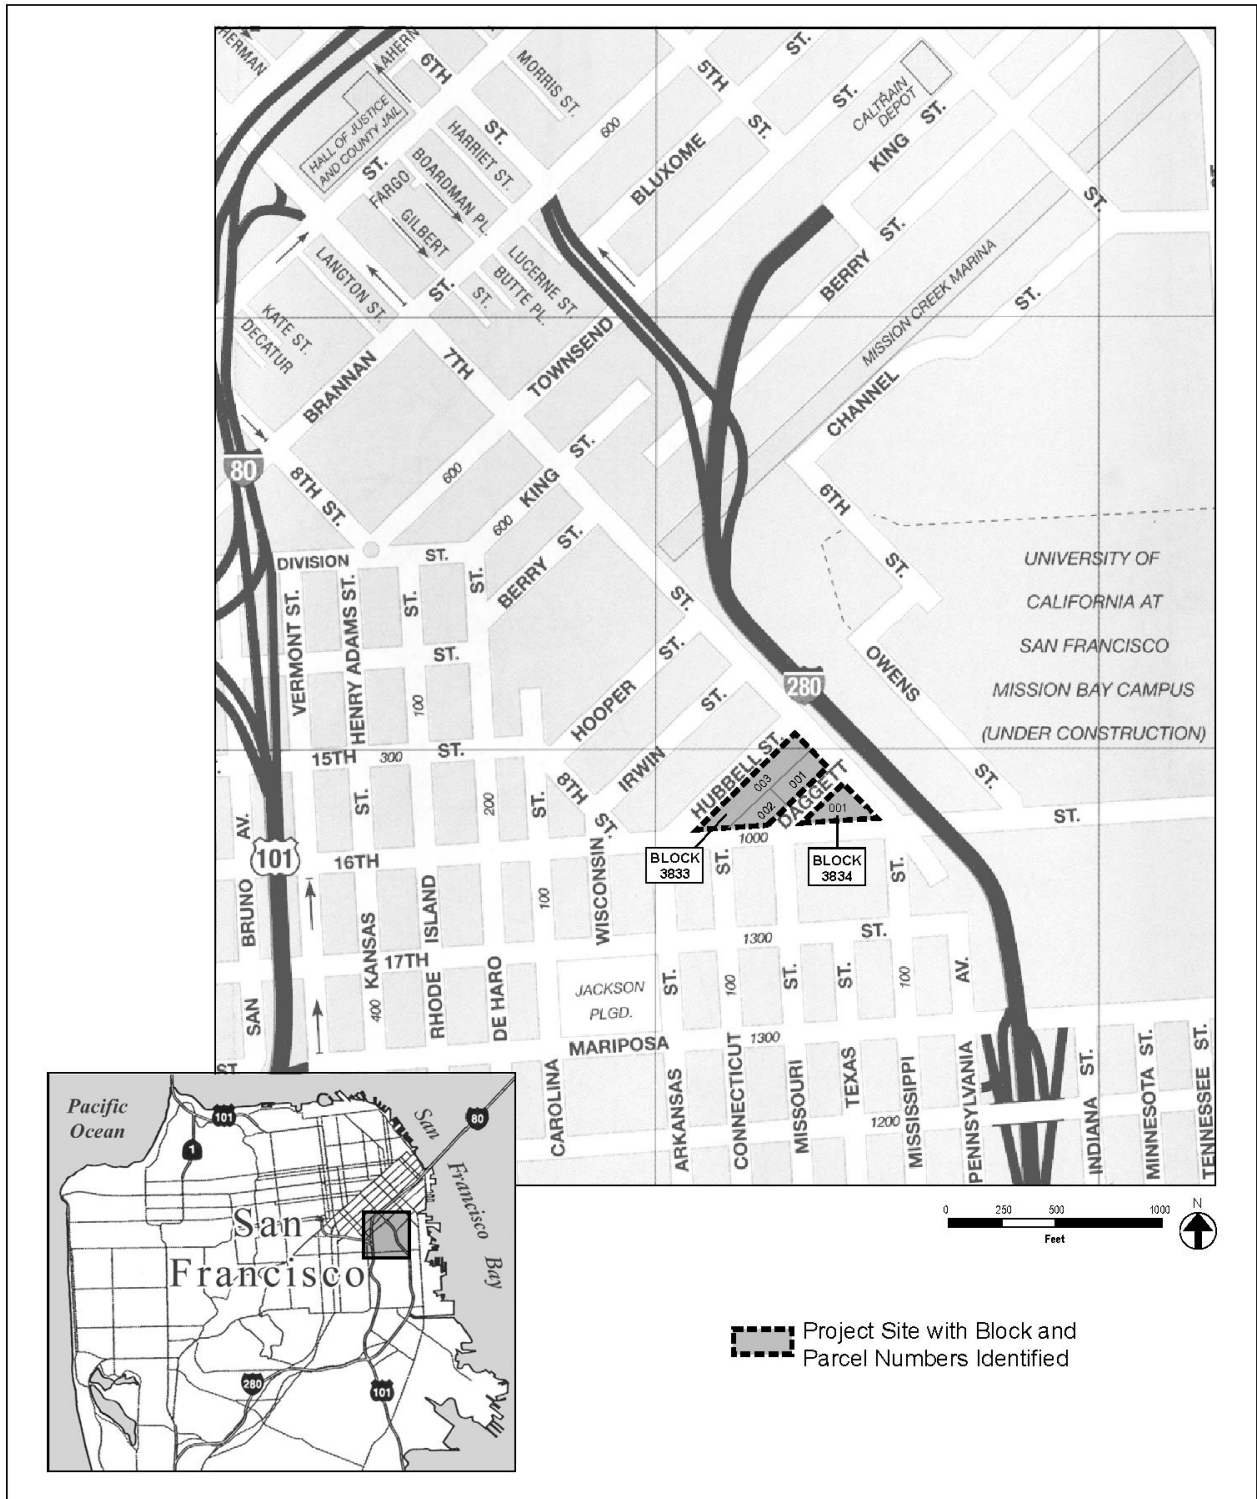 HERMAN
AHERN
6TH
ST.
MORRIS ST.
5TH
ST.
ST.
ST.
CALTRAIN
DEPOT
KING
ST.
600
HALL OF JUSTICE
AND COUNTY JAIL
ST.
HARRIET ST.
BOARDMAN PL.
FARGO
GILBERT
BLUXOME
ST.
LANGTON ST.
ST.
ST.
LUCERNE ST.
BUTTE PL.
BERRY
ST.
MISSION CREEK MARINA
ST.
KATE ST.
DECATUR
BRANNAN
7TH
TOWNSEND
CHANNEL
80
8TH ST.
600
KING
ST.
600
6TH
ST.
DIVISION
ST.
ST.
BERRY
ST.
ST.
UNIVERSITY OF
CALIFORNIA AT
SAN FRANCISCO
MISSION BAY CAMPUS
(UNDER CONSTRUCTION)
VERMONT ST.
HENRY ADAMS ST.
ST.
ST.
100
HOOPER
ST.
OWENS
ST.
280
15TH
300
ST.
IRWIN
ST.
HUBBELL ST.
003
001
002
DAGGETT
001
8TH
ST.
200
ST.
ST.
AV.
101
16TH
1000
BLOCK
3833
BLOCK
3834
ST.
ST.
ST.
BRUNO
SAN
KANSAS
400
RHODE
ISLAND
100
WISCONSIN
17TH
1300
ST.
DE HARO
JACKSON
PLGD.
ST.
100
ST.
ST.
100
AV.
MARIPOSA
1300
ST.
ST.
CAROLINA
ARKANSAS
CONNECTICUT
MISSOURI
TEXAS
1200
MISSISSIPPI
PENNSYLVANIA
INDIANA
MINNESOTA ST.
TENNESSEE ST.
Pacific
Ocean
101
1
80
San
Francisco
Bay
San
Francisco
280
101
0
250
500
1000
Feet
N
Project Site with Block and
Parcel Numbers Identified